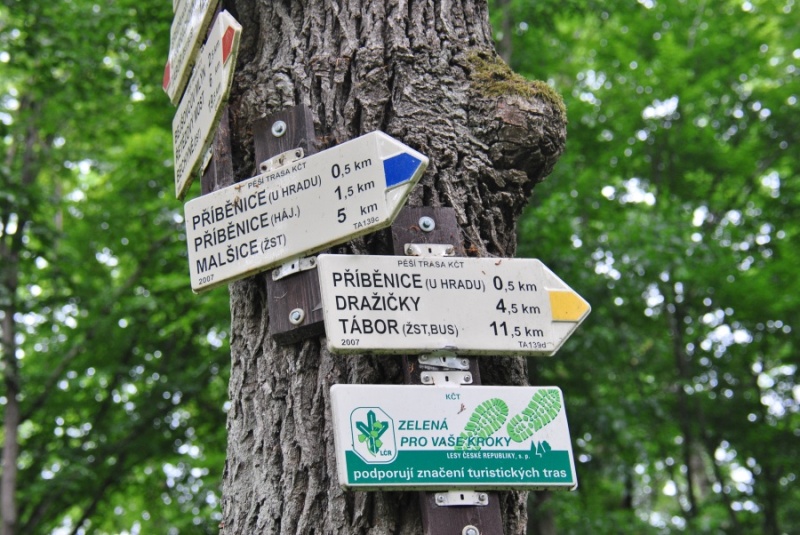 PĚŠÍ TRASA KČT
PŘÍBĚNICE (U HRADU) 0,5 KM
PŘÍBĚNICE (HÁJ.) 1,5 KM
MALŠICE (ŽST) 5 KM
2007 TA139c
PĚŠÍ TRASA KČT
PŘÍBĚNICE (U HRADU) 0,5 KM
DRAŽIČKY 4,5 KM
TÁBOR (ŽST,BUS) 11,5 KM
2007 TA139d
KČT
ZELENÁ
PRO VAŠE KROKY
LČR
LESY ČESKÉ REPUBLIKY, s. p.
podporují značení turistických tras